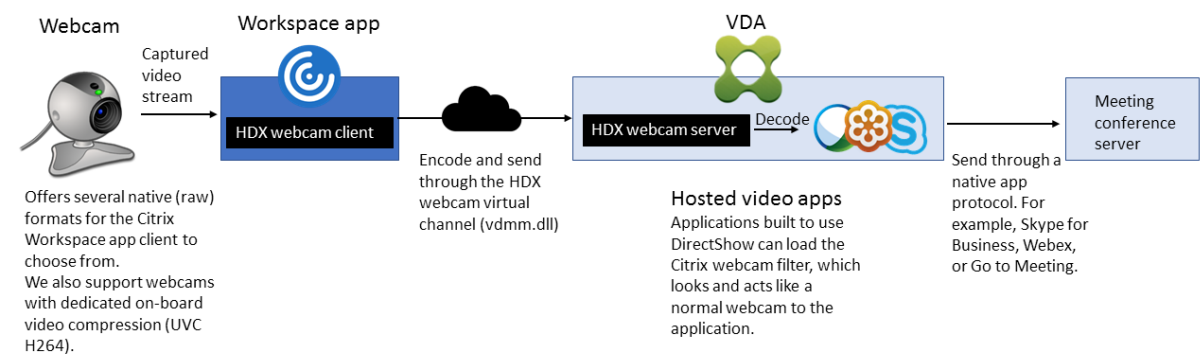 Webcam
Captured
video
stream
Offers several native (raw)
formats for the Citrix
Workspace app client to
choose from.
We also support webcams
with dedicated on-board
video compression (UVC
H264).
Workspace app
HDX webcam client
Encode and send
through the HDX
webcam virtual
channel (vdmm.dll)
VDA
HDX webcam server
Decode
S
Hosted video apps
Applications built to use
DirectShow can load the
Citrix webcam filter, which
looks and acts like a
normal webcam to the
application.
Send through a
native app
protocol. For
example, Skype for
Business, Webex,
or Go to Meeting.
Meeting
conference
server